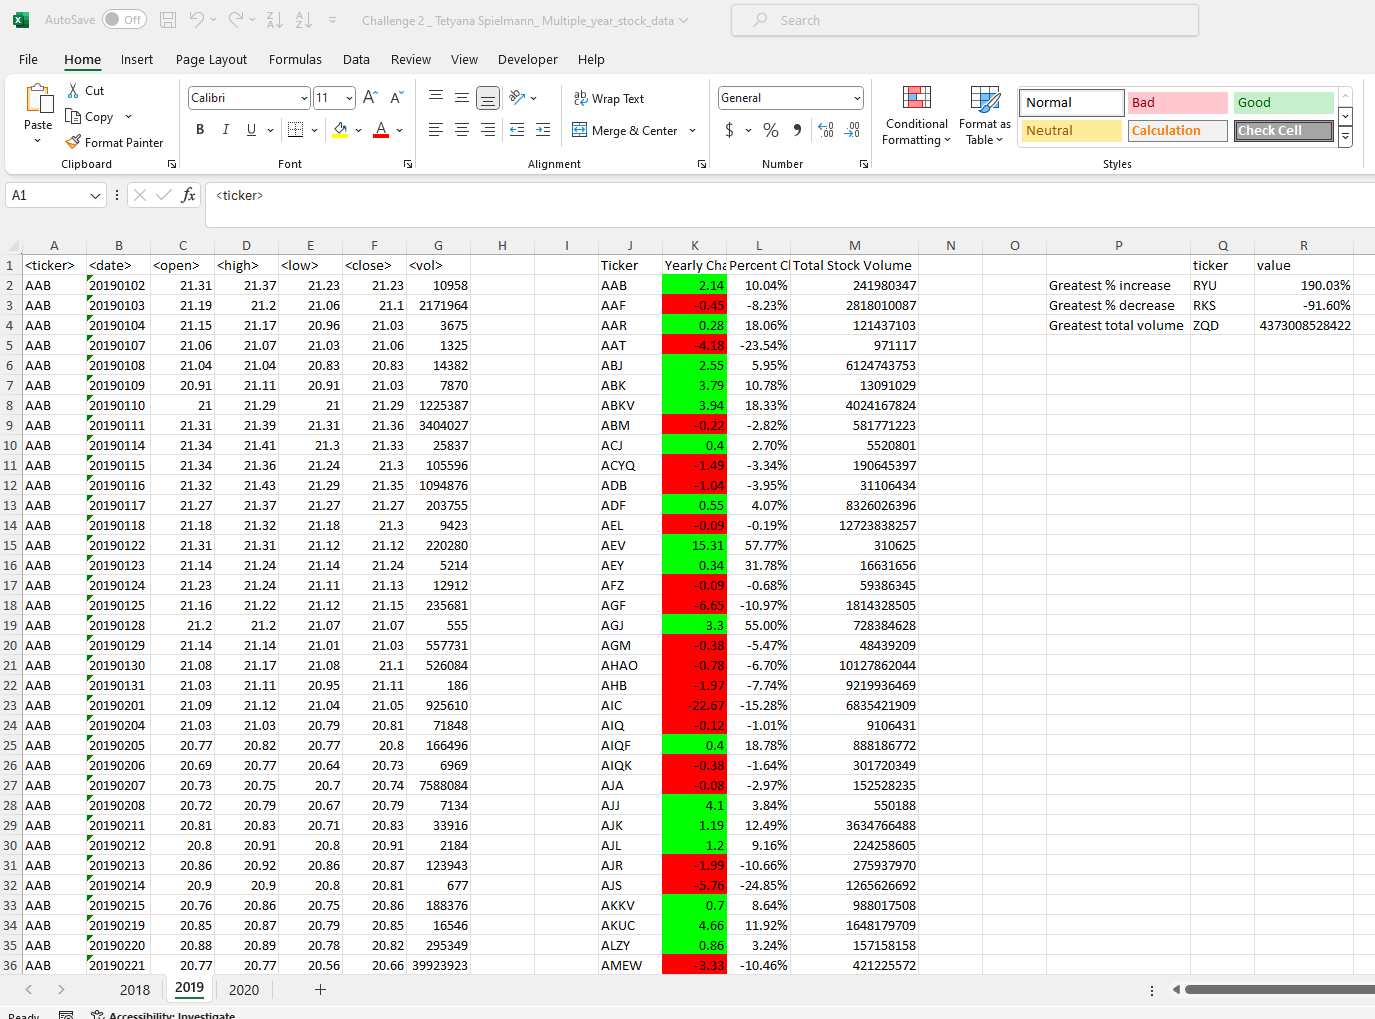 AutoSave Off Challenge 2 _ Tetyana Spielmann_ Multiple_year_stock_data Search
File Home Insert Page Layout Formulas Data Review View Developer Help
Paste Cut Copy Format Painter Clipboard
Calibri 11 B I U Font
Wrap Text Merge & Center Alignment
General $ % Number
Conditional Formatting Format as Table Normal Bad Good Neutral Calculation Check Cell Styles
A1 fx <ticker>
A B C D E F G H I J K L M N O P Q R
1 <ticker> <date> <open> <high> <low> <close> <vol> Ticker Yearly Cha Percent Cl Total Stock Volume ticker value
2 AAB 20190102 21.31 21.37 21.23 21.23 10958 AAB 2.14 10.04% 241980347 Greatest % increase RYU 190.03%
3 AAB 20190103 21.19 21.2 21.06 21.1 2171964 AAF -0.45 -8.23% 2818010087 Greatest % decrease RKS -91.60%
4 AAB 20190104 21.15 21.17 20.96 21.03 3675 AAR 0.28 18.06% 121437103 Greatest total volume ZQD 4373008528422
5 AAB 20190107 21.06 21.07 21.03 21.06 1325 AAT -4.18 -23.54% 971117
6 AAB 20190108 21.04 21.04 20.83 20.83 14382 ABJ 2.55 5.95% 6124743753
7 AAB 20190109 20.91 21.11 20.91 21.03 7870 ABK 3.79 10.78% 13091029
8 AAB 20190110 21 21.29 21 21.29 1225387 ABKV 3.94 18.33% 4024167824
9 AAB 20190111 21.31 21.39 21.31 21.36 3404027 ABM -0.22 -2.82% 581771223
10 AAB 20190114 21.34 21.41 21.3 21.33 25837 ACJ 0.4 2.70% 5520801
11 AAB 20190115 21.34 21.36 21.24 21.3 105596 ACYQ -1.49 -3.34% 190645397
12 AAB 20190116 21.32 21.43 21.29 21.35 1094876 ADB -1.04 -3.95% 31106434
13 AAB 20190117 21.27 21.37 21.27 21.27 203755 ADF 0.55 4.07% 8326026396
14 AAB 20190118 21.18 21.32 21.18 21.3 9423 AEL -0.09 -0.19% 12723838257
15 AAB 20190122 21.31 21.31 21.12 21.12 220280 AEV 15.31 57.77% 310625
16 AAB 20190123 21.14 21.24 21.14 21.24 5214 AEY 0.34 31.78% 16631656
17 AAB 20190124 21.23 21.24 21.11 21.13 12912 AFZ -0.09 -0.68% 59386345
18 AAB 20190125 21.16 21.22 21.12 21.15 235681 AGF -6.65 -10.97% 1814328505
19 AAB 20190128 21.2 21.2 21.07 21.07 555 AGJ 3.3 55.00% 728384628
20 AAB 20190129 21.14 21.14 21.01 21.03 557731 AGM -0.38 -5.47% 48439209
21 AAB 20190130 21.08 21.17 21.08 21.1 526084 AHAO -0.78 -6.70% 10127862044
22 AAB 20190131 21.03 21.11 20.95 21.11 186 AHB -1.97 -7.74% 9219936469
23 AAB 20190201 21.09 21.12 21.04 21.05 925610 AIC -22.67 -15.28% 6835421909
24 AAB 20190204 21.03 21.03 20.79 20.81 71848 AIQ -0.12 -1.01% 9106431
25 AAB 20190205 20.77 20.82 20.77 20.8 166496 AIQF 0.4 18.78% 888186772
26 AAB 20190206 20.69 20.77 20.64 20.73 6969 AIQK -0.38 -1.64% 301720349
27 AAB 20190207 20.73 20.75 20.7 20.74 7588084 AJA -0.08 -2.97% 152528235
28 AAB 20190208 20.72 20.79 20.67 20.79 7134 AJJ 4.1 3.84% 550188
29 AAB 20190211 20.81 20.83 20.71 20.83 33916 AJK 1.19 12.49% 3634766488
30 AAB 20190212 20.8 20.91 20.8 20.91 2184 AJL 1.2 9.16% 224258605
31 AAB 20190213 20.86 20.92 20.86 20.87 123943 AJR -1.99 -10.66% 275937970
32 AAB 20190214 20.9 20.9 20.8 20.81 677 AJS -5.76 -24.85% 1265626692
33 AAB 20190215 20.76 20.86 20.75 20.86 188376 AKKV 0.7 8.64% 988017508
34 AAB 20190219 20.85 20.87 20.79 20.85 16546 AKUC 4.66 11.92% 1648179709
35 AAB 20190220 20.88 20.89 20.78 20.82 295349 ALZY 0.86 3.24% 157158158
36 AAB 20190221 20.77 20.77 20.56 20.66 39923923 AMEW -3.33 -10.46% 421225572
2018 2019 2020
Ready Accessibility: Investigate